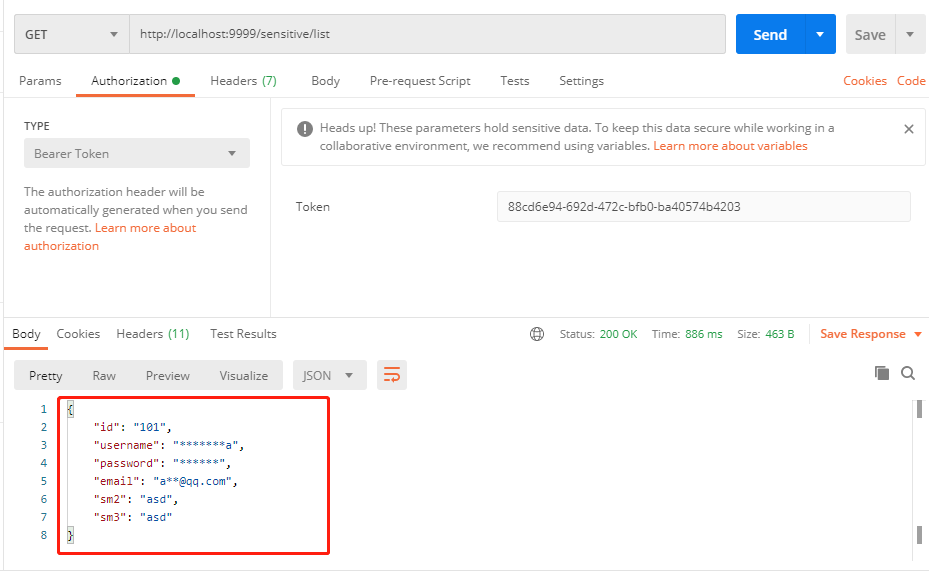 GET http://localhost:9999/sensitive/list Send Save
Params Authorization Headers (7) Body Pre-request Script Tests Settings Cookies Code
TYPE
Bearer Token
The authorization header will be
automatically generated when you send
the request. Learn more about
authorization
Heads up! These parameters hold sensitive data. To keep this data secure while working in a
collaborative environment, we recommend using variables. Learn more about variables
Token 88cd6e94-692d-472c-bfb0-ba40574b4203
Body Cookies Headers (11) Test Results Status: 200 OK Time: 886 ms Size: 463 B Save Response
Pretty Raw Preview Visualize JSON
1 {
2 "id": "101",
3 "username": "*******a",
4 "password": "******",
5 "email": "a**@qq.com",
6 "sm2": "asd",
7 "sm3": "asd"
8 }